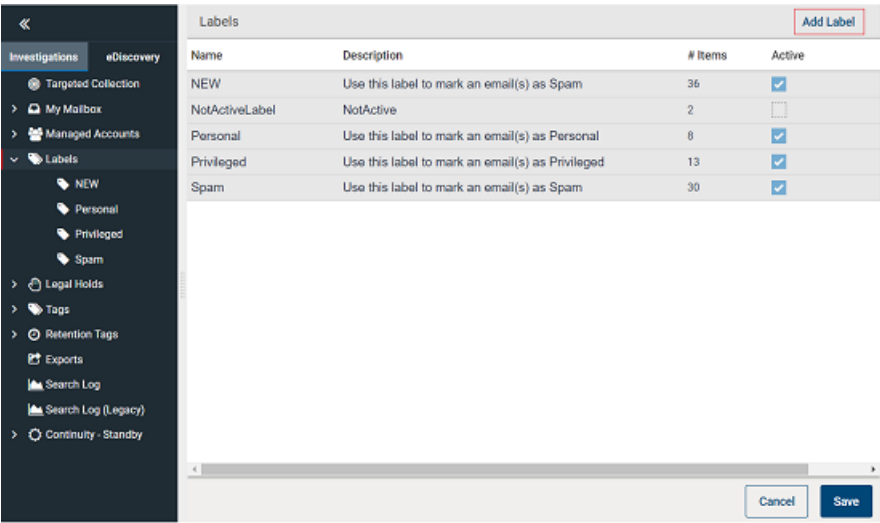 Labels
Add Label
Investigations eDiscovery
Targeted Collection
My Mailbox
Managed Accounts
Labels
NEW
Personal
Privileged
Spam
Legal Holds
Tags
Retention Tags
Exports
Search Log
Search Log (Legacy)
Continuity - Standby
Name Description # Items Active
NEW Use this label to mark an email(s) as Spam 36
NotActiveLabel NotActive 2
Personal Use this label to mark an email(s) as Personal 8
Privileged Use this label to mark an email(s) as Privileged 13
Spam Use this label to mark an email(s) as Spam 30
Cancel Save